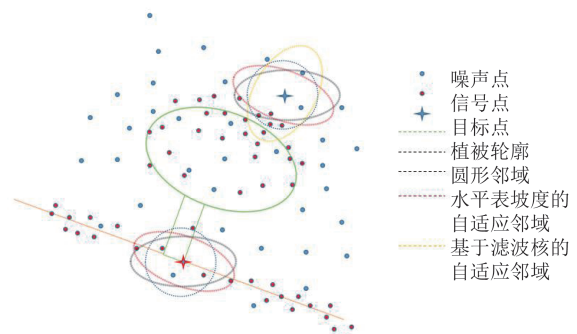 噪声点
信号点
目标点
植被轮廓
圆形邻域
水平表坡度的
自适应邻域
基于滤波核的
自适应邻域